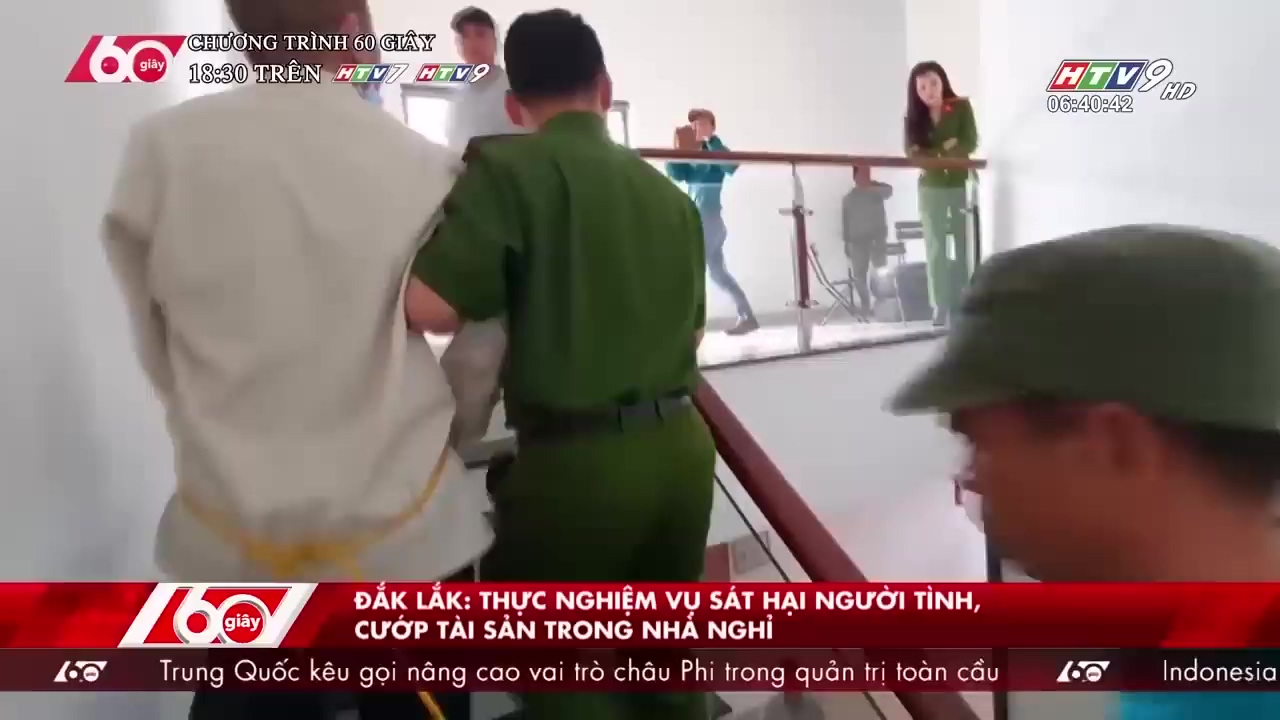 60 giây
CHƯƠNG TRÌNH 60 GIÂY
18:30 TRÊN HTV7 HTV9
HTV9 HD
06:40:42
60 giây
ĐẮK LẮK: THỰC NGHIỆM VỤ SÁT HẠI NGƯỜI TÌNH,
CƯỚP TÀI SẢN TRONG NHÀ NGHỈ
60 giây Trung Quốc kêu gọi nâng cao vai trò châu Phi trong quản trị toàn cầu 60 giây Indonesia